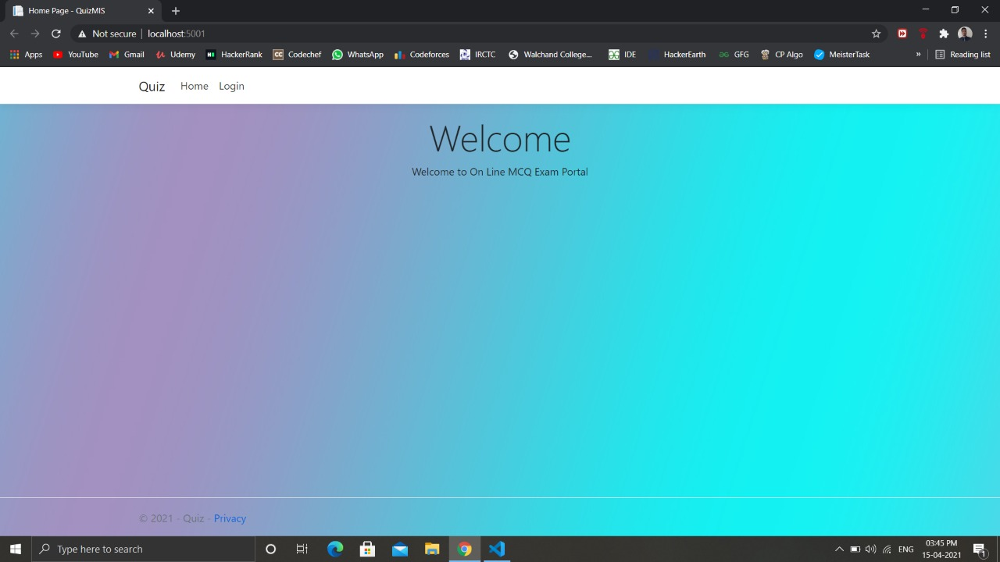 Home Page - QuizMIS
Not secure | localhost:5001
Apps YouTube Gmail Udemy HackerRank Codechef WhatsApp Codeforces IRCTC Walchand College... IDE HackerEarth GFG CP Algo MeisterTask » Reading list
Quiz Home Login
Welcome
Welcome to On Line MCQ Exam Portal
© 2021 - Quiz - Privacy
Type here to search
ENG
03:45 PM
15-04-2021
1